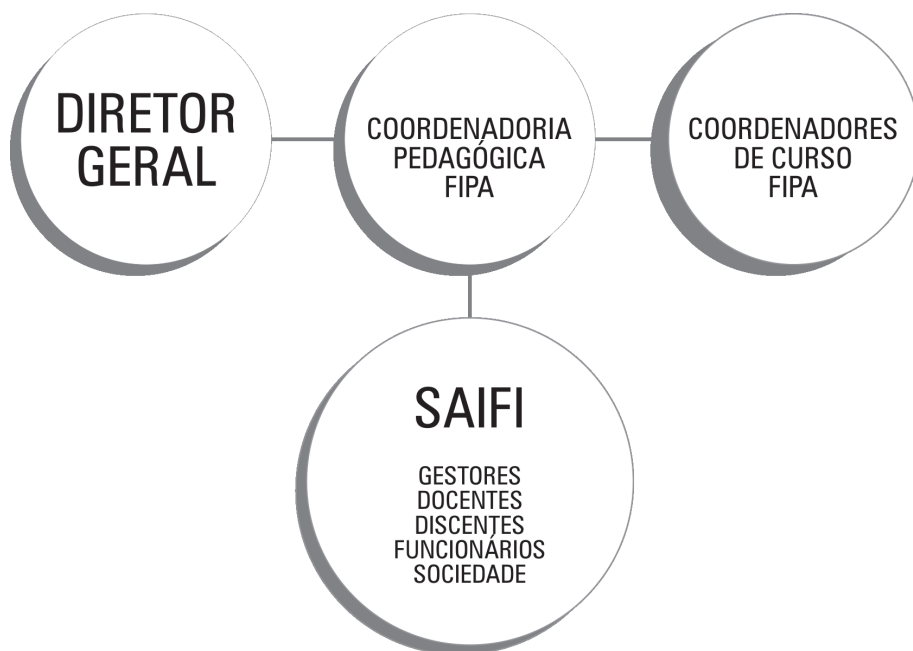 DIRETOR
GERAL
COORDENADORIA
PEDAGÓGICA
FIPA
COORDENADORES
DE CURSO
FIPA
SAIFI
GESTORES
DOCENTES
DISCENTES
FUNCIONÁRIOS
SOCIEDADE